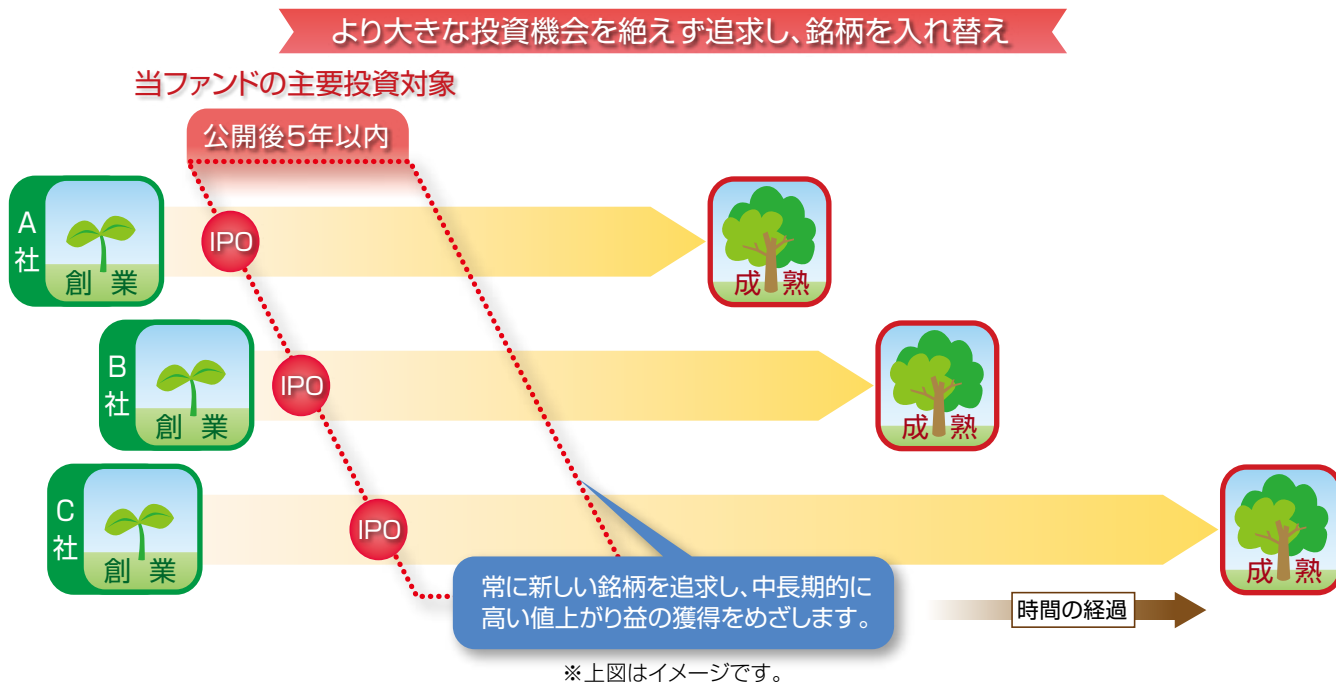 より大きな投資機会を絶えず追求し、銘柄を入れ替え
当ファンドの主要投資対象
公開後5年以内
A社
創業
IPO
成熟
B社
創業
IPO
成熟
C社
創業
IPO
成熟
常に新しい銘柄を追求し、中長期的に
高い値上がり益の獲得をめざします。
時間の経過
※上図はイメージです。